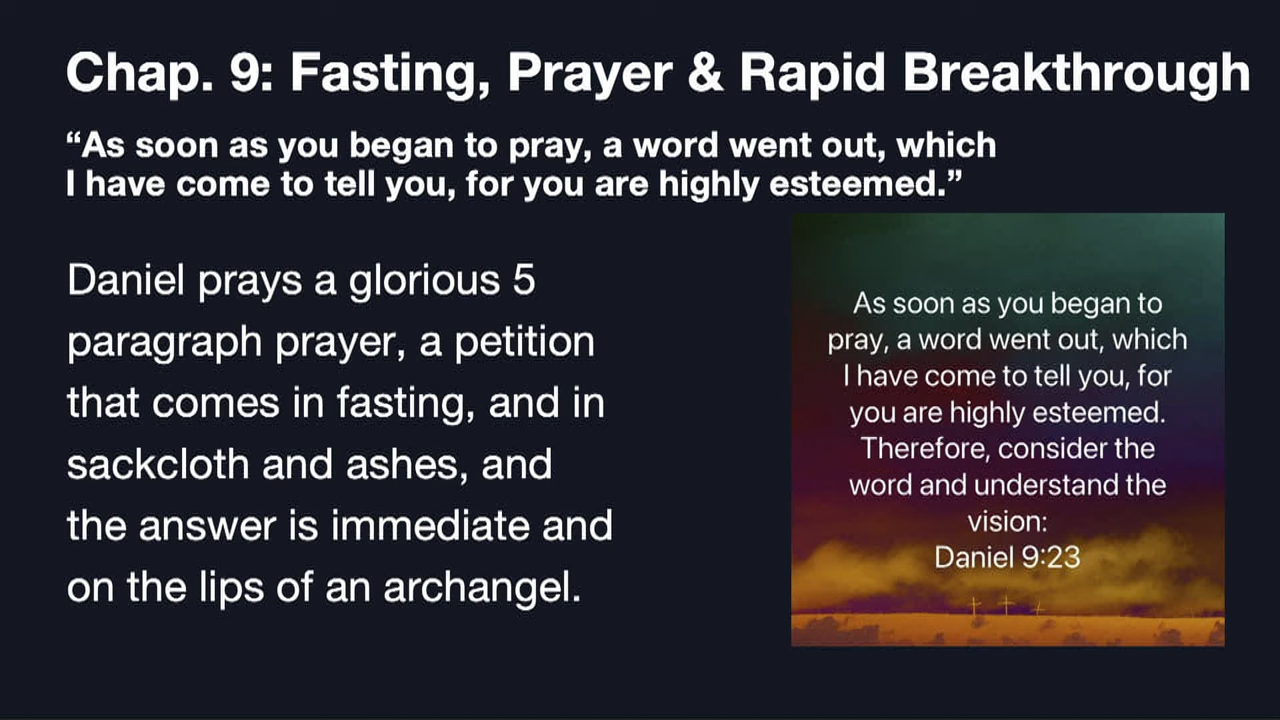 Chap. 9: Fasting, Prayer & Rapid Breakthrough
“As soon as you began to pray, a word went out, which
I have come to tell you, for you are highly esteemed.”
Daniel prays a glorious 5
paragraph prayer, a petition
that comes in fasting, and in
sackcloth and ashes, and
the answer is immediate and
on the lips of an archangel.
As soon as you began to
pray, a word went out, which
I have come to tell you, for
you are highly esteemed.
Therefore, consider the
word and understand the
vision:
Daniel 9:23